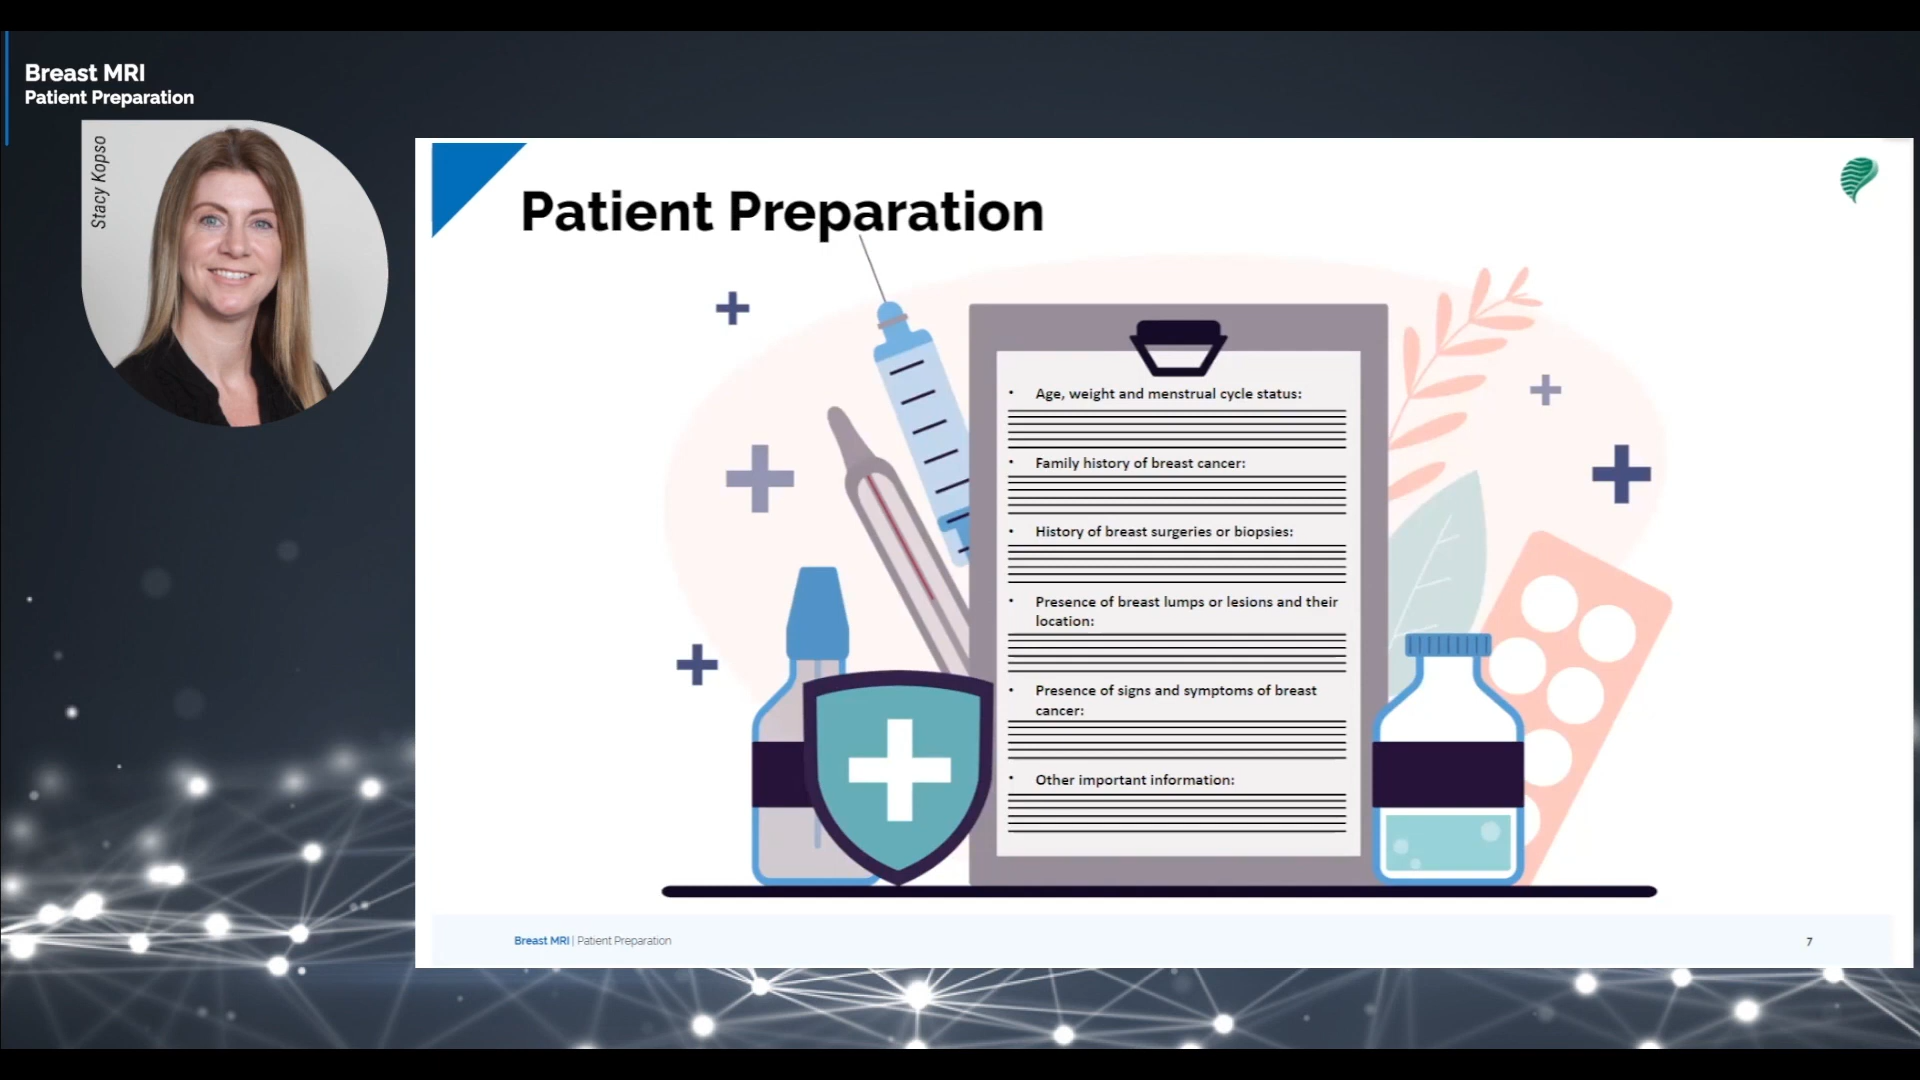 Breast MRI
Patient Preparation
Stacy Kopso
Patient Preparation
• Age, weight and menstrual cycle status:
• Family history of breast cancer:
• History of breast surgeries or biopsies:
• Presence of breast lumps or lesions and their
location:
• Presence of signs and symptoms of breast
cancer:
• Other important information:
Breast MRI | Patient Preparation
7